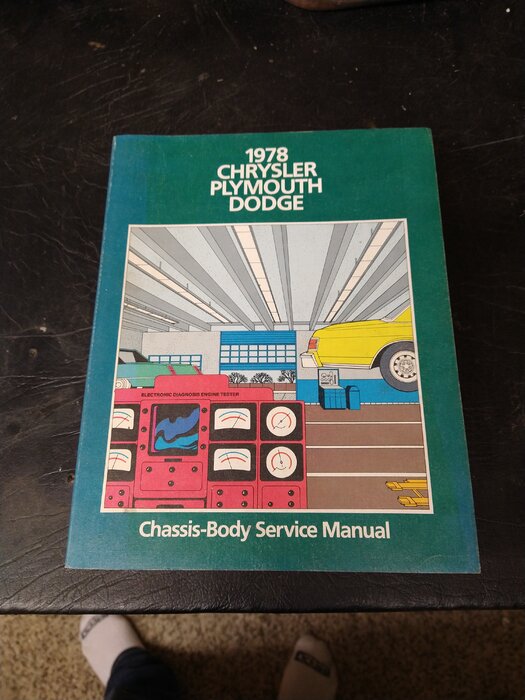 1978
CHRYSLER
PLYMOUTH
DODGE
ELECTRONIC DIAGNOSIS ENGINE TESTER
Chassis-Body Service Manual